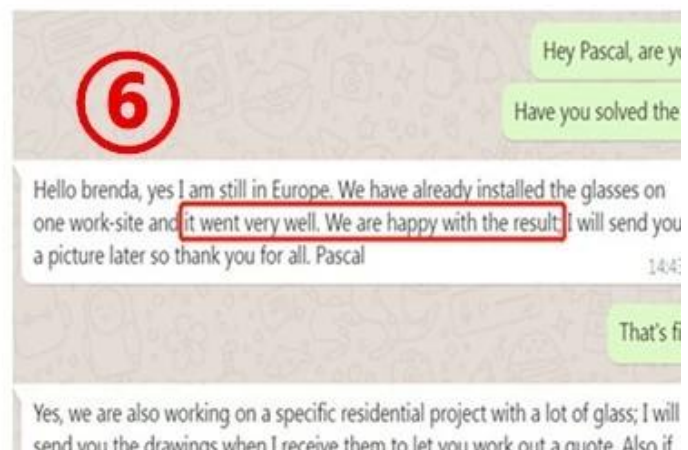 6
Hey Pascal, are
Have you solved the
Hello brenda, yes I am still in Europe. We have already installed the glasses on
one work-site and it went very well. We are happy with the result; I will send you
a picture later so thank you for all. Pascal
14:43
That's
Yes, we are also working on a specific residential project with a lot of glass; I will
send you the drawings when I receive them to let you work out a quote. Also if